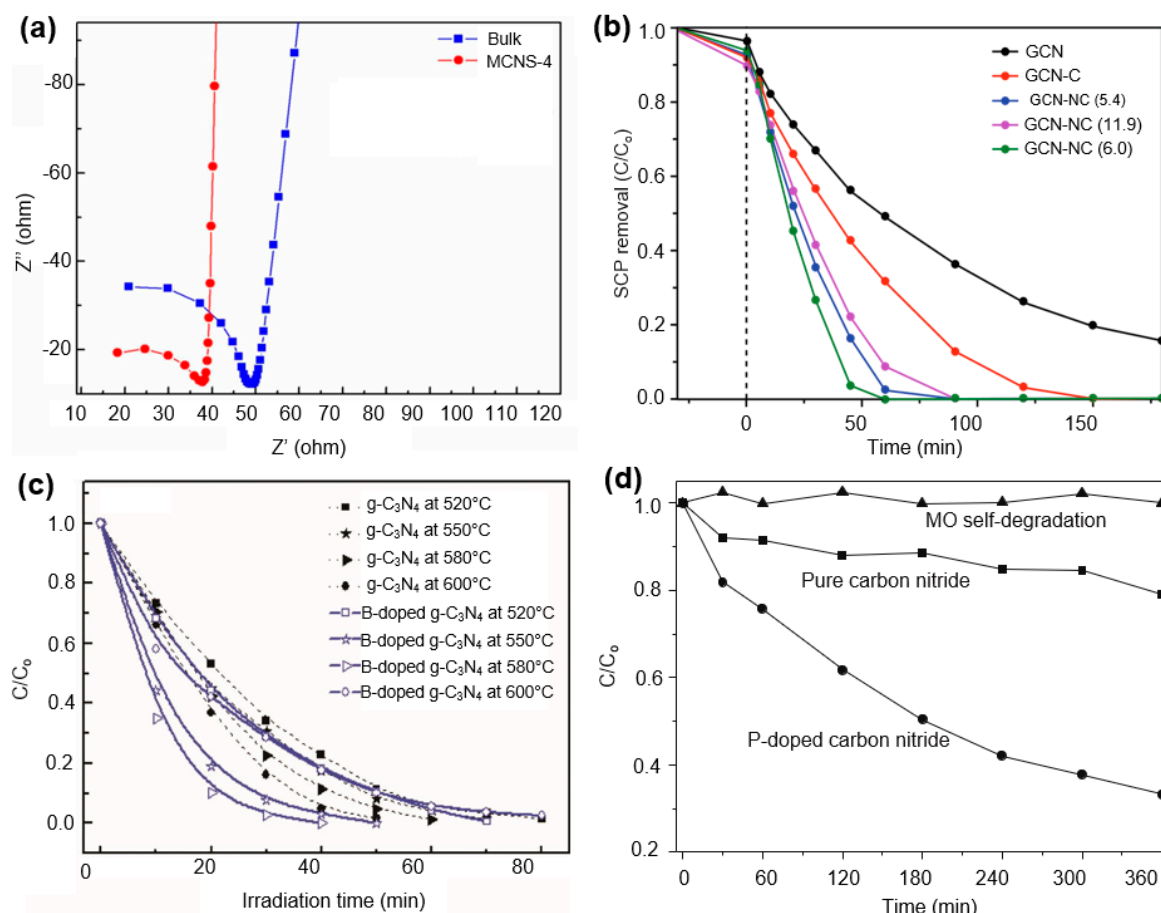 (a)
Bulk
MCNS-4
-80
-60
-40
-20
Z'' (ohm)
10 20 30 40 50 60 70 80 90 100 110 120
Z' (ohm)
(b)
GCN
GCN-C
GCN-NC (5.4)
GCN-NC (11.9)
GCN-NC (6.0)
1.0
0.8
0.6
0.4
0.2
0.0
SCP removal (C/Co)
0 50 100 150
Time (min)
(c)
g-C₃N₄ at 520°C
g-C₃N₄ at 550°C
g-C₃N₄ at 580°C
g-C₃N₄ at 600°C
B-doped g-C₃N₄ at 520°C
B-doped g-C₃N₄ at 550°C
B-doped g-C₃N₄ at 580°C
B-doped g-C₃N₄ at 600°C
1.0
0.8
0.6
0.4
0.2
0.0
C/Co
0 20 40 60 80
Irradiation time (min)
(d)
MO self-degradation
Pure carbon nitride
P-doped carbon nitride
1.0
0.8
0.6
0.4
0.2
C/Co
0 60 120 180 240 300 360
Time (min)